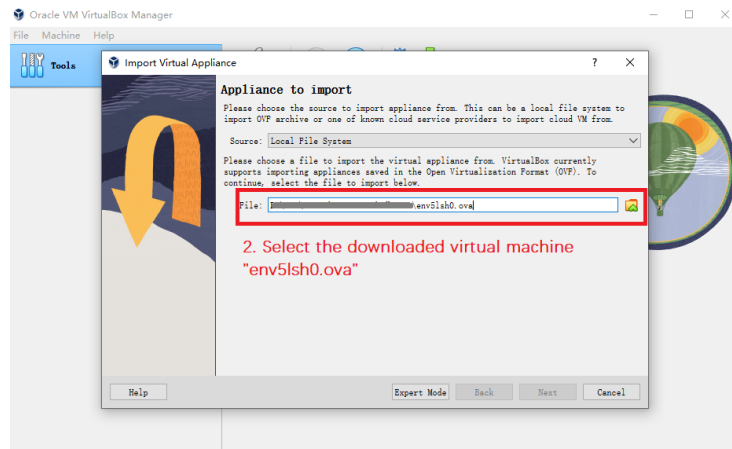 Oracle VM VirtualBox Manager
File Machine Help
Tools
Import Virtual Appliance
?
Appliance to import
Please choose the source to import appliance from. This can be a local file system to
import OVF archive or one of known cloud service providers to import cloud VM from.
Source: Local File System
Please choose a file to import the virtual appliance from. VirtualBox currently
supports importing appliances saved in the Open Virtualization Format (OVF). To
continue, select the file to import below.
File: \env5lsh0.ova
2. Select the downloaded virtual machine
"env5lsh0.ova"
Help Expert Mode Back Next Cancel